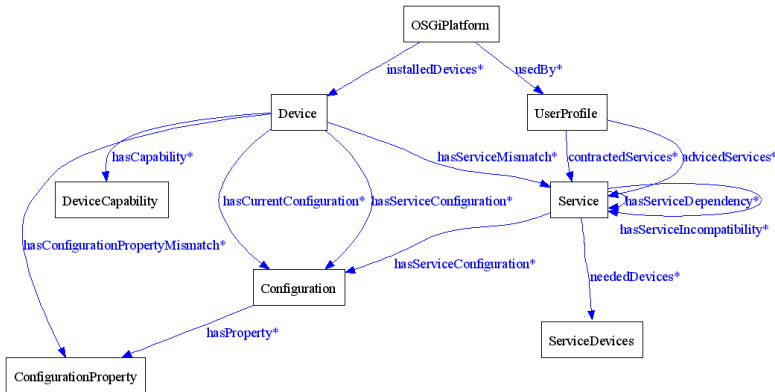 OSGiPlatform
installedDevices*
usedBy*
Device
UserProfile
hasCapability*
hasServiceMismatch*
contractedServices*
advicedServices*
DeviceCapability
hasCurrentConfiguration*
hasServiceConfiguration*
Service
hasServiceDependency*
hasServiceIncompatibility*
hasConfigurationPropertyMismatch*
hasServiceConfiguration*
neededDevices*
Configuration
hasProperty*
ServiceDevices
ConfigurationProperty